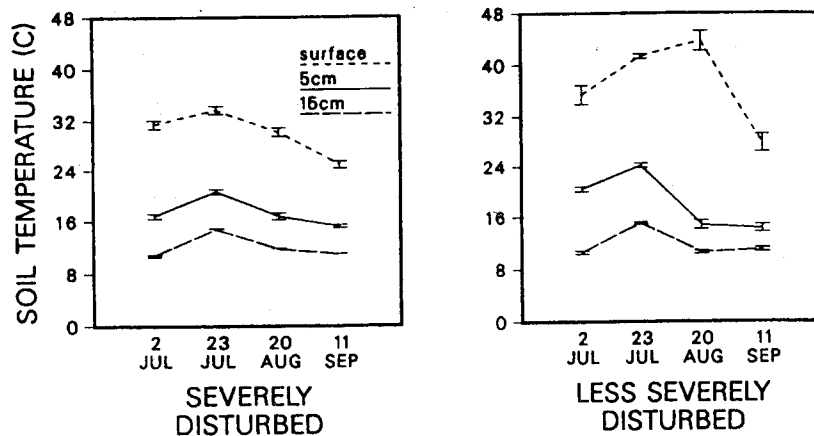 SOIL TEMPERATURE (C)
48
40
32
24
16
8
0
surface
5cm
15cm
2 JUL
23 JUL
20 AUG
11 SEP
SEVERELY
DISTURBED
48
40
32
24
16
8
0
2 JUL
23 JUL
20 AUG
11 SEP
LESS SEVERELY
DISTURBED